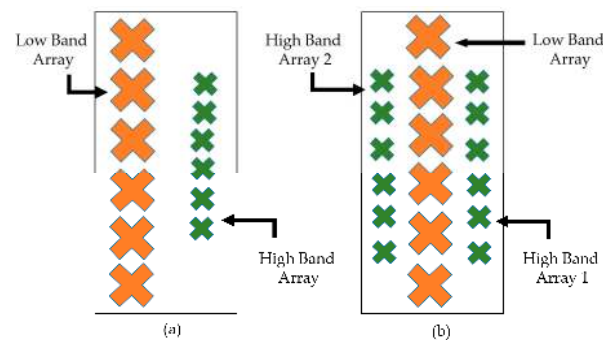 Low Band
Array
High Band
Array
(a)
High Band
Array 2
Low Band
Array
High Band
Array 1
(b)